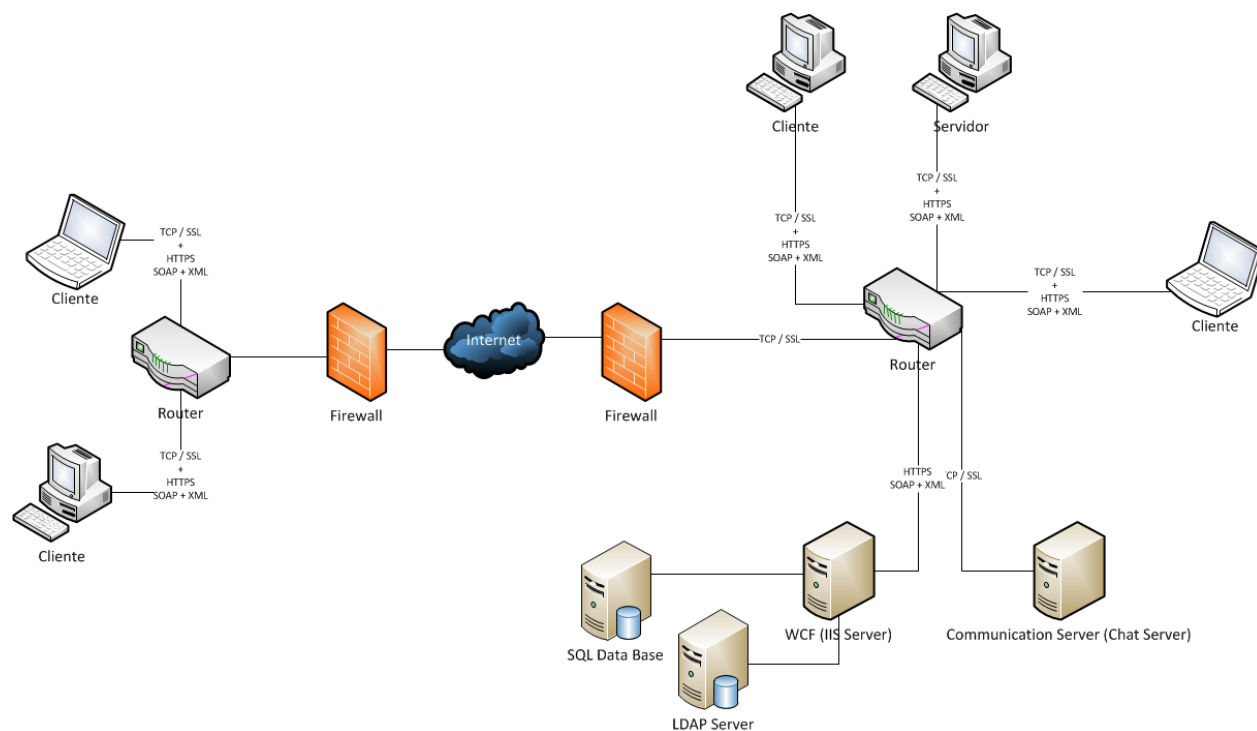 Cliente
Servidor
TCP / SSL
+
HTTPS
SOAP + XML
TCP / SSL
+
HTTPS
SOAP + XML
TCP / SSL
+
HTTPS
SOAP + XML
Cliente
TCP / SSL
+
HTTPS
SOAP + XML
Cliente
Internet
TCP / SSL
Router
Router
Firewall
Firewall
TCP / SSL
+
HTTPS
SOAP + XML
Cliente
HTTPS
SOAP + XML
TCP / SSL
WCF (IIS Server)
Communication Server (Chat Server)
SQL Data Base
LDAP Server